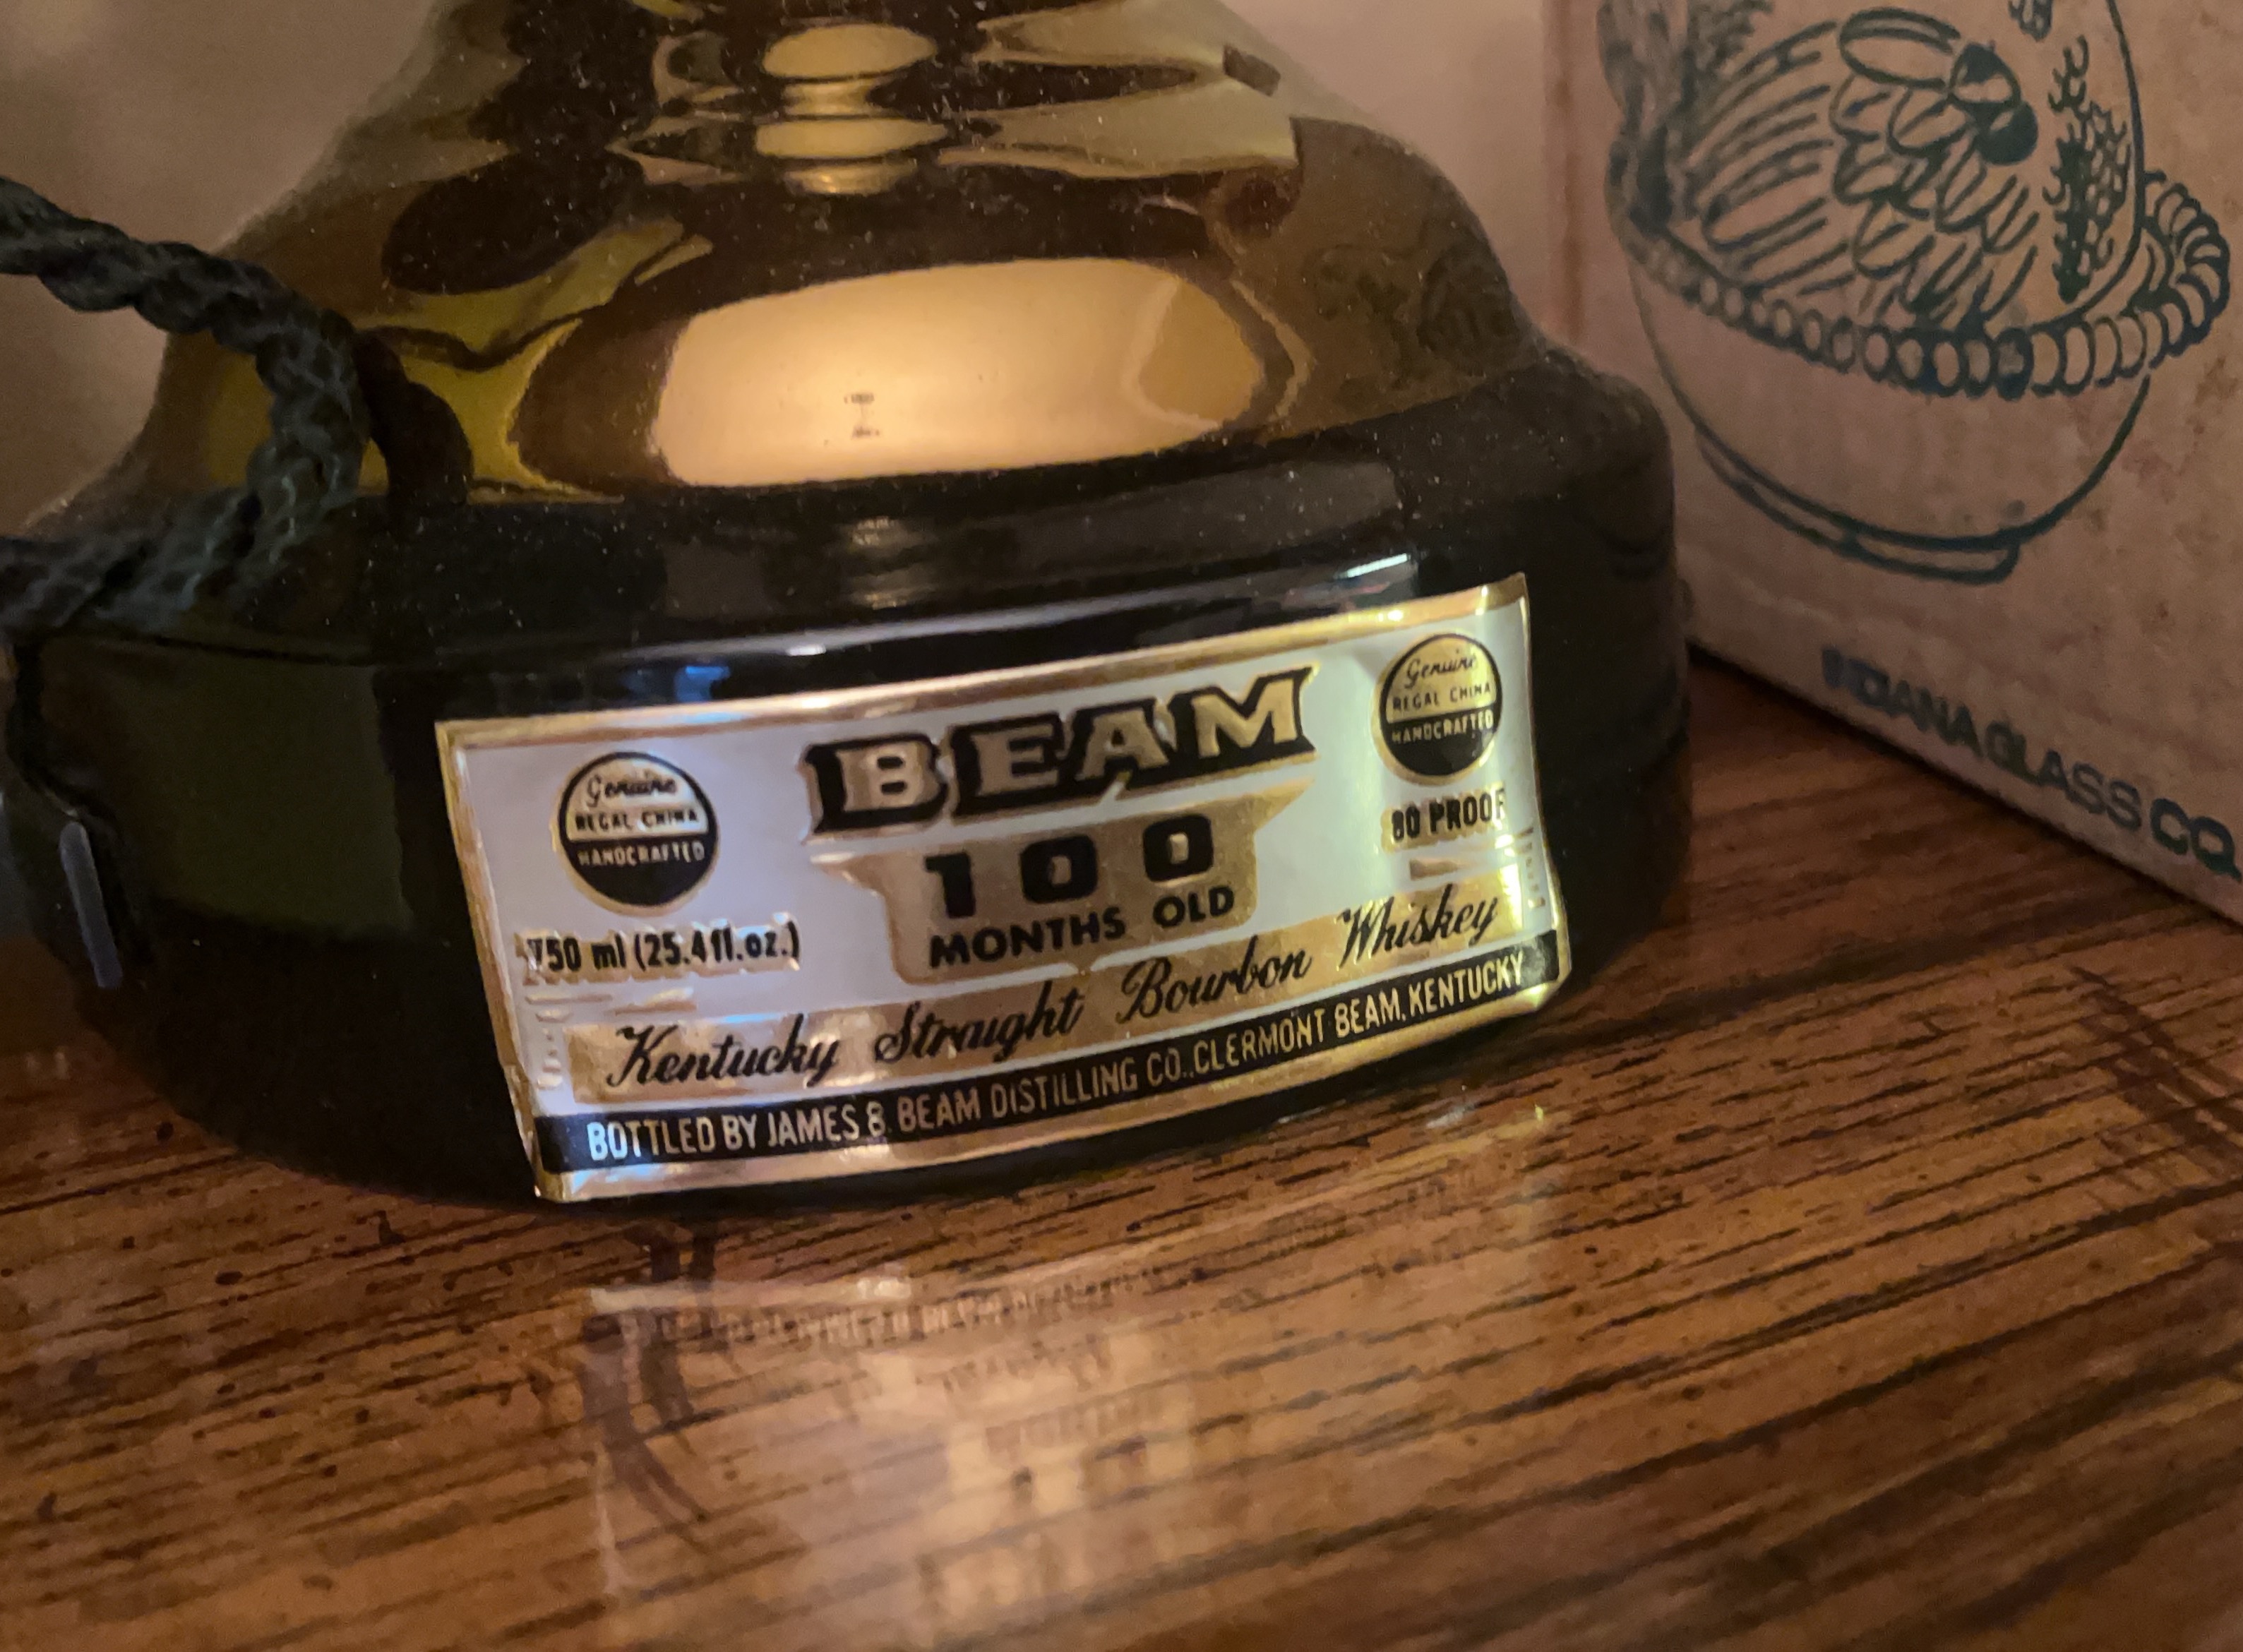 Genuine
REGAL CHINA
HANDCRAFTED
BEAM
Genuine
REGAL CHINA
HANDCRAFTED
100
MONTHS OLD
80 PROOF
750 ml (25.4 fl.oz.)
Kentucky Straight Bourbon Whiskey
BOTTLED BY JAMES B. BEAM DISTILLING CO., CLERMONT BEAM, KENTUCKY
INDIANA GLASS CO.